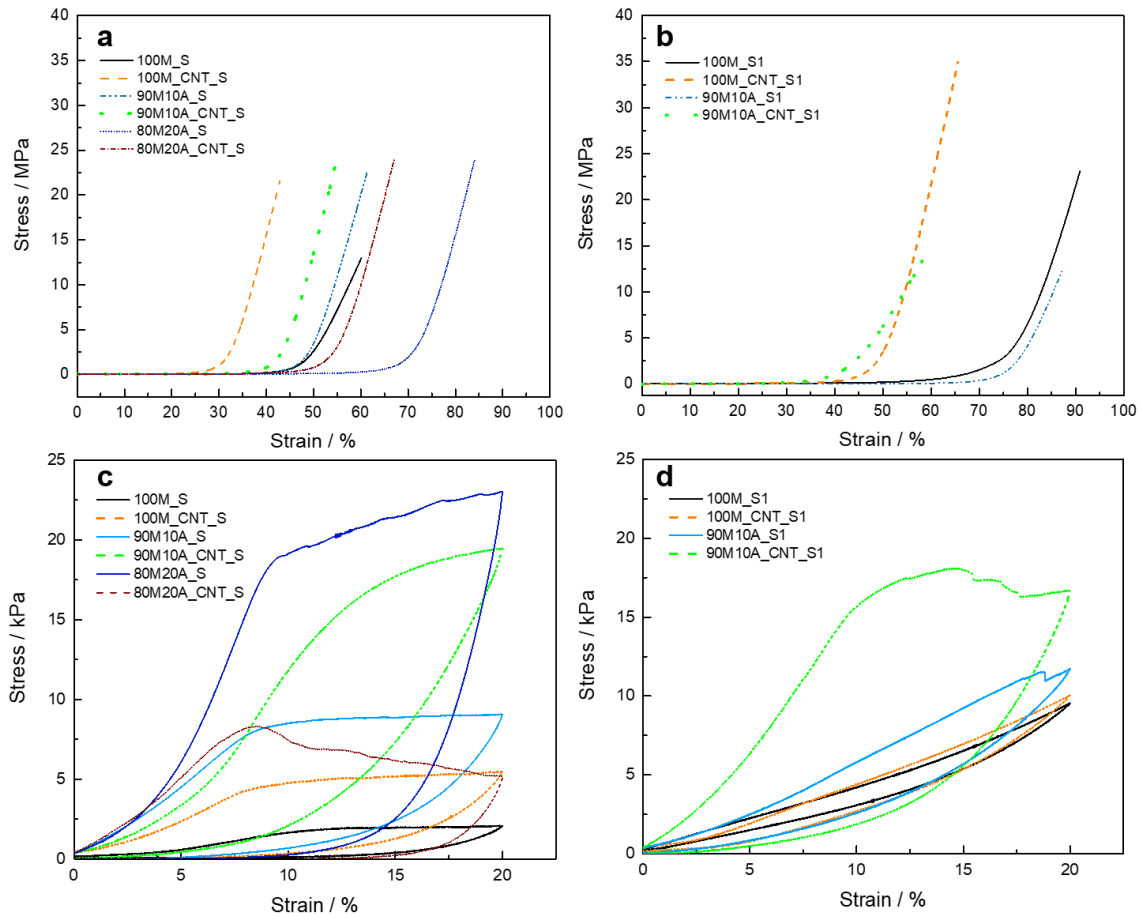 a
40
35
30
25
20
15
10
5
0
Stress / MPa
100M_S
100M_CNT_S
90M10A_S
90M10A_CNT_S
80M20A_S
80M20A_CNT_S
0 10 20 30 40 50 60 70 80 90 100
Strain / %
b
40
35
30
25
20
15
10
5
0
Stress / MPa
100M_S1
100M_CNT_S1
90M10A_S1
90M10A_CNT_S1
0 10 20 30 40 50 60 70 80 90 100
Strain / %
c
25
20
15
10
5
0
Stress / kPa
100M_S
100M_CNT_S
90M10A_S
90M10A_CNT_S
80M20A_S
80M20A_CNT_S
0 5 10 15 20
Strain / %
d
25
20
15
10
5
0
Stress / kPa
100M_S1
100M_CNT_S1
90M10A_S1
90M10A_CNT_S1
0 5 10 15 20
Strain / %